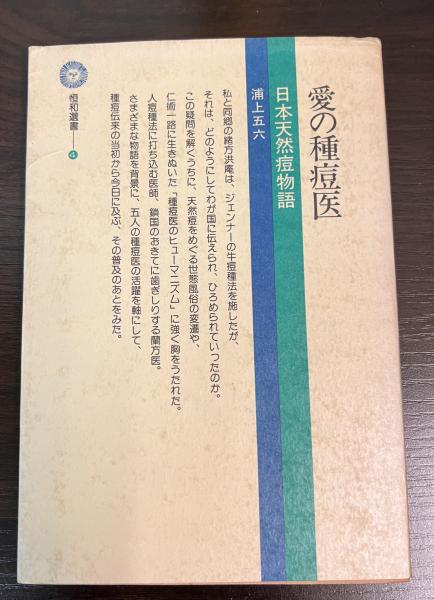 愛の種痘医
日本天然痘物語
浦上五六
私と同郷の緒方洪庵は、ジェンナーの牛痘種法を施したが、
それは、どのようにしてわが国に伝えられ、ひろめられていったのか。
この疑問を解くうちに、天然痘をめぐる世態風俗の変遷や、
仁術一路に生きぬいた「種痘医のヒューマニズム」に強く胸をうたれた。
人痘種法に打ち込む医師、鎖国のおきてに歯ぎしりする蘭方医。
さまざまな物語を背景に、五人の種痘医の活躍を軸にして、
種痘伝来の当初から今日に及ぶ、その普及のあとをみた。
恒和選書――4